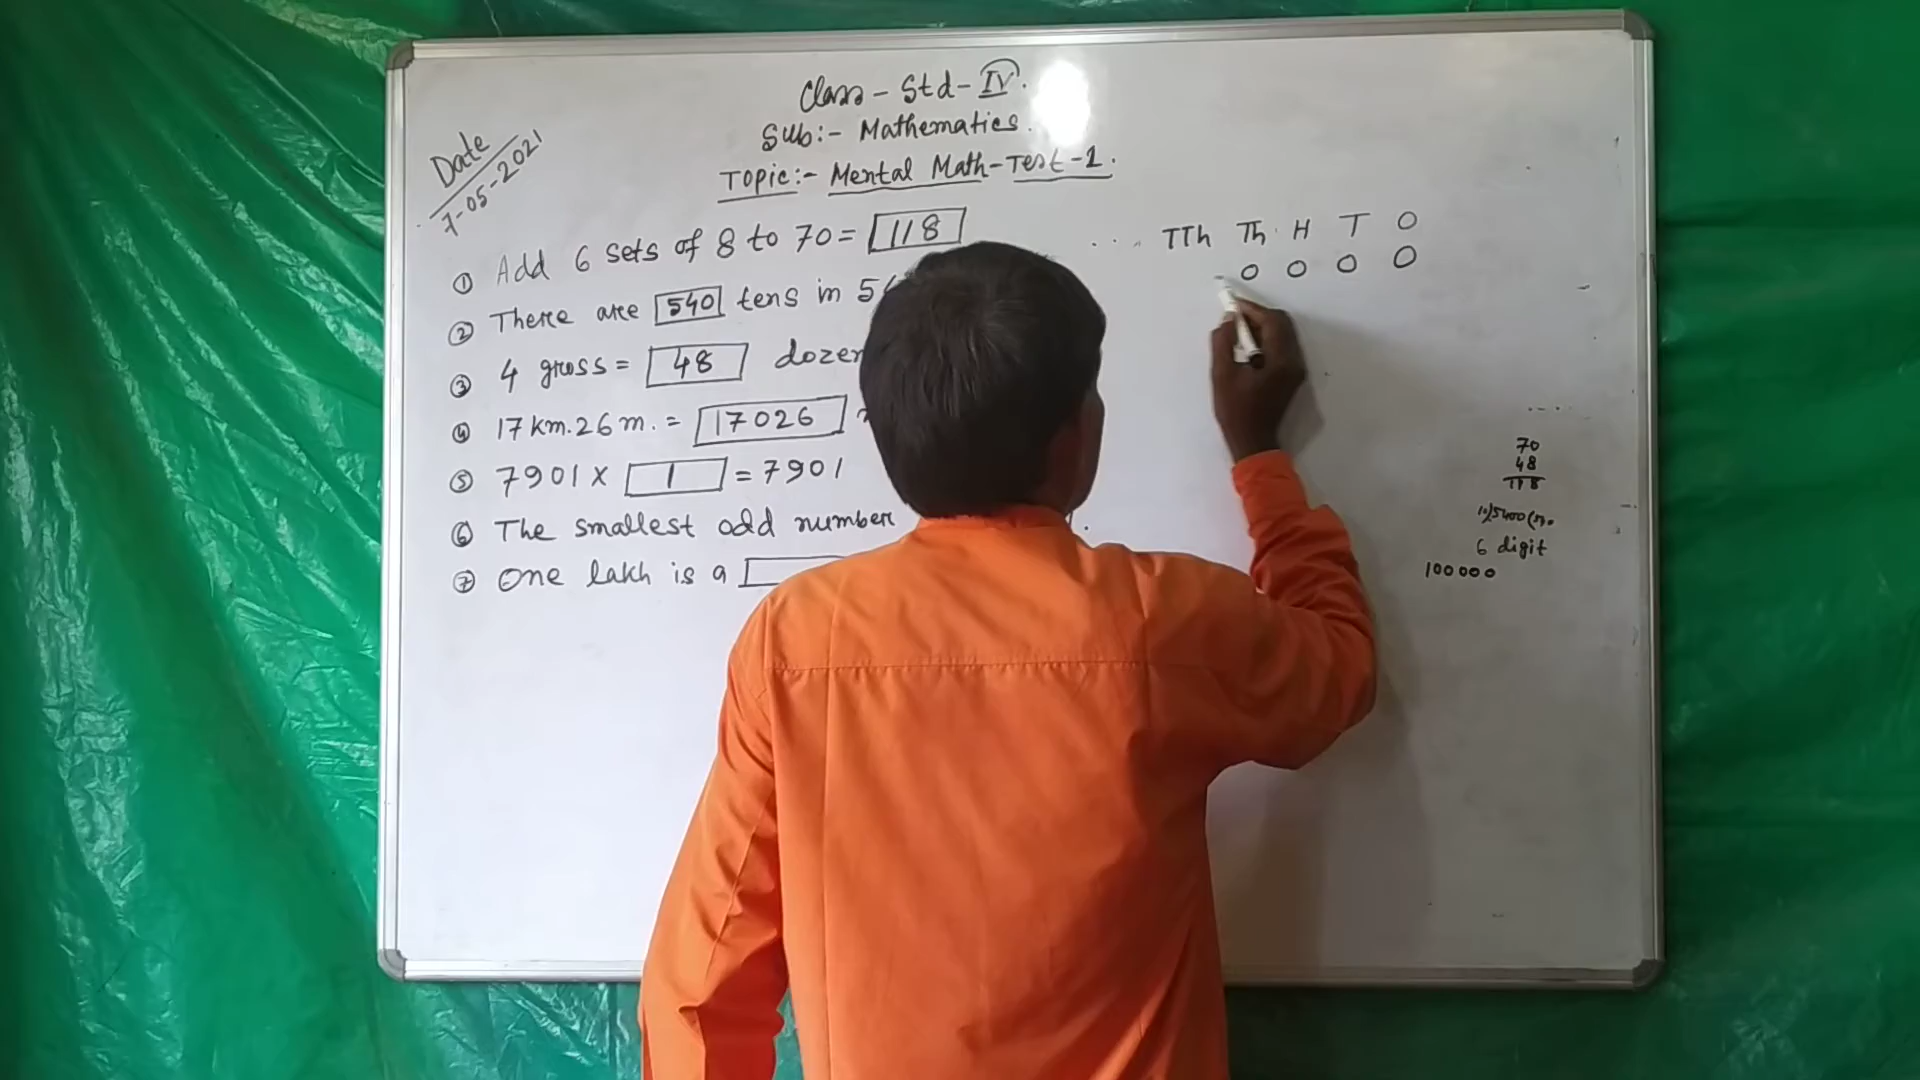 Class - Std - IV.
Sub:- Mathematics.
Topic:- Mental Math-Test-1.
Date
7-05-2021
① Add 6 sets of 8 to 70 = 118
② There are 540 tens in
③ 4 gross = 48 dozen
④ 17 km. 26 m. = 17026
⑤ 7901 x 1 = 7901
⑥ The smallest odd number
⑦ One lakh is a
TTh Th H T O
0 0 0 0
70
48
118
6 digit
100000